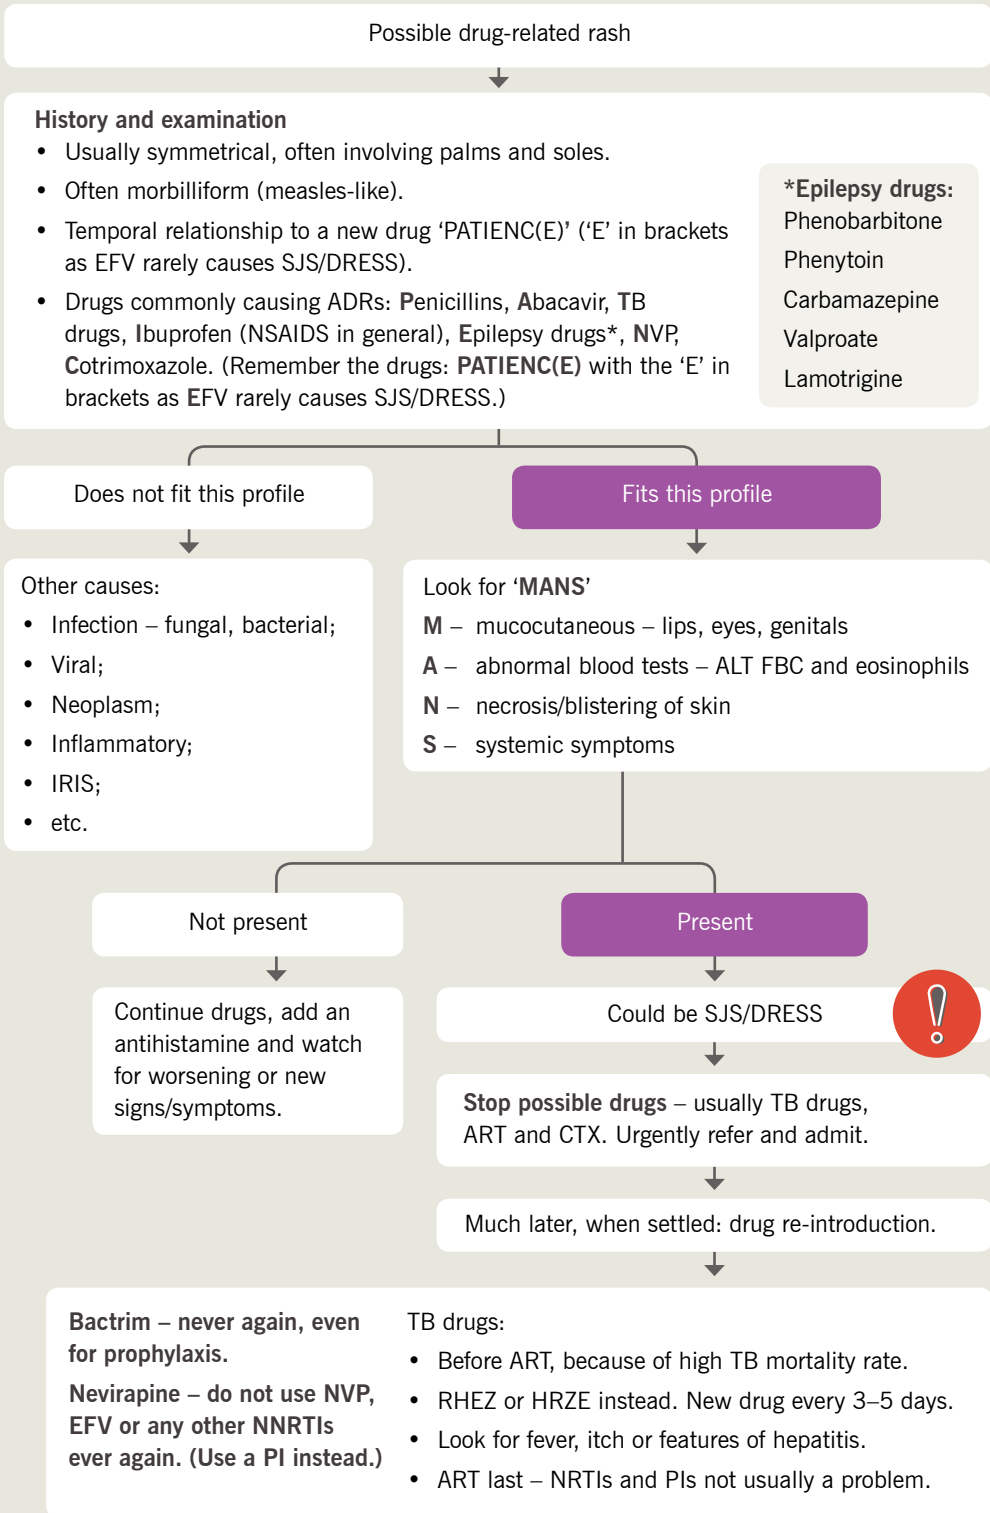 Possible drug-related rash
History and examination
• Usually symmetrical, often involving palms and soles.
• Often morbilliform (measles-like).
• Temporal relationship to a new drug ‘PATIENC(E)’ (‘E’ in brackets
as EFV rarely causes SJS/DRESS).
• Drugs commonly causing ADRs: Penicillins, Abacavir, TB
drugs, Ibuprofen (NSAIDS in general), Epilepsy drugs*, NVP,
Cotrimoxazole. (Remember the drugs: PATIENC(E) with the ‘E’ in
brackets as EFV rarely causes SJS/DRESS.)
*Epilepsy drugs:
Phenobarbitone
Phenytoin
Carbamazepine
Valproate
Lamotrigine
Does not fit this profile
Fits this profile
Other causes:
• Infection – fungal, bacterial;
• Viral;
• Neoplasm;
• Inflammatory;
• IRIS;
• etc.
Look for ‘MANS’
M – mucocutaneous – lips, eyes, genitals
A – abnormal blood tests – ALT FBC and eosinophils
N – necrosis/blistering of skin
S – systemic symptoms
Not present
Present
Continue drugs, add an
antihistamine and watch
for worsening or new
signs/symptoms.
Could be SJS/DRESS
!
Stop possible drugs – usually TB drugs,
ART and CTX. Urgently refer and admit.
Much later, when settled: drug re-introduction.
Bactrim – never again, even
for prophylaxis.
Nevirapine – do not use NVP,
EFV or any other NNRTIs
ever again. (Use a PI instead.)
TB drugs:
• Before ART, because of high TB mortality rate.
• RHEZ or HRZE instead. New drug every 3–5 days.
• Look for fever, itch or features of hepatitis.
• ART last – NRTIs and PIs not usually a problem.